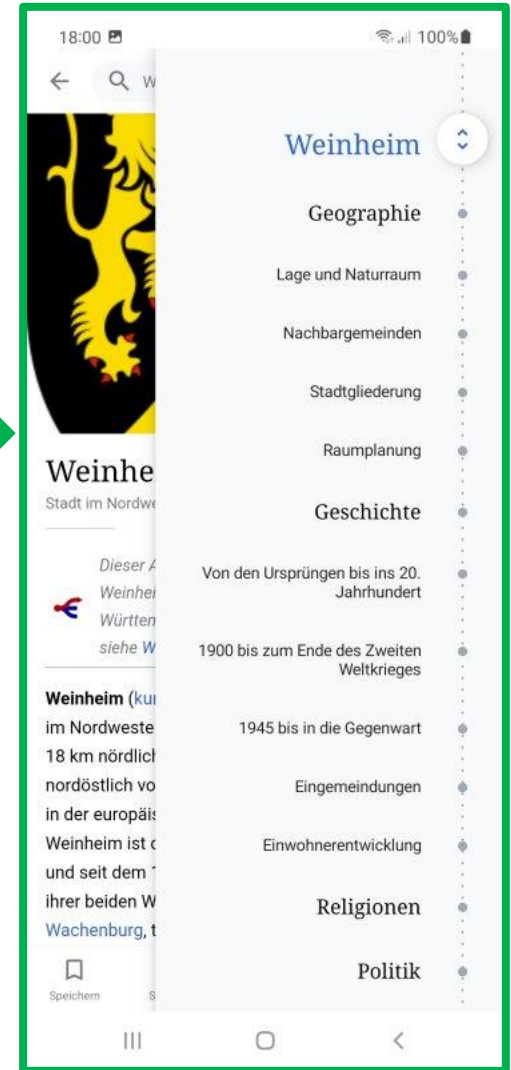 18:00
100%
W
Weinheim
Geographie
Lage und Naturraum
Nachbargemeinden
Stadtgliederung
Raumplanung
Geschichte
Von den Ursprüngen bis ins 20.
Jahrhundert
1900 bis zum Ende des Zweiten
Weltkrieges
1945 bis in die Gegenwart
Eingemeindungen
Einwohnerentwicklung
Religionen
Politik
Weinhe
Stadt im Nordwe
Dieser A
Weinhei
Württen
siehe W
Weinheim (kur
im Nordweste
18 km nördlich
nordöstlich vo
in der europäis
Weinheim ist d
und seit dem 1
ihrer beiden W
Wachenburg, t
Speichern
S